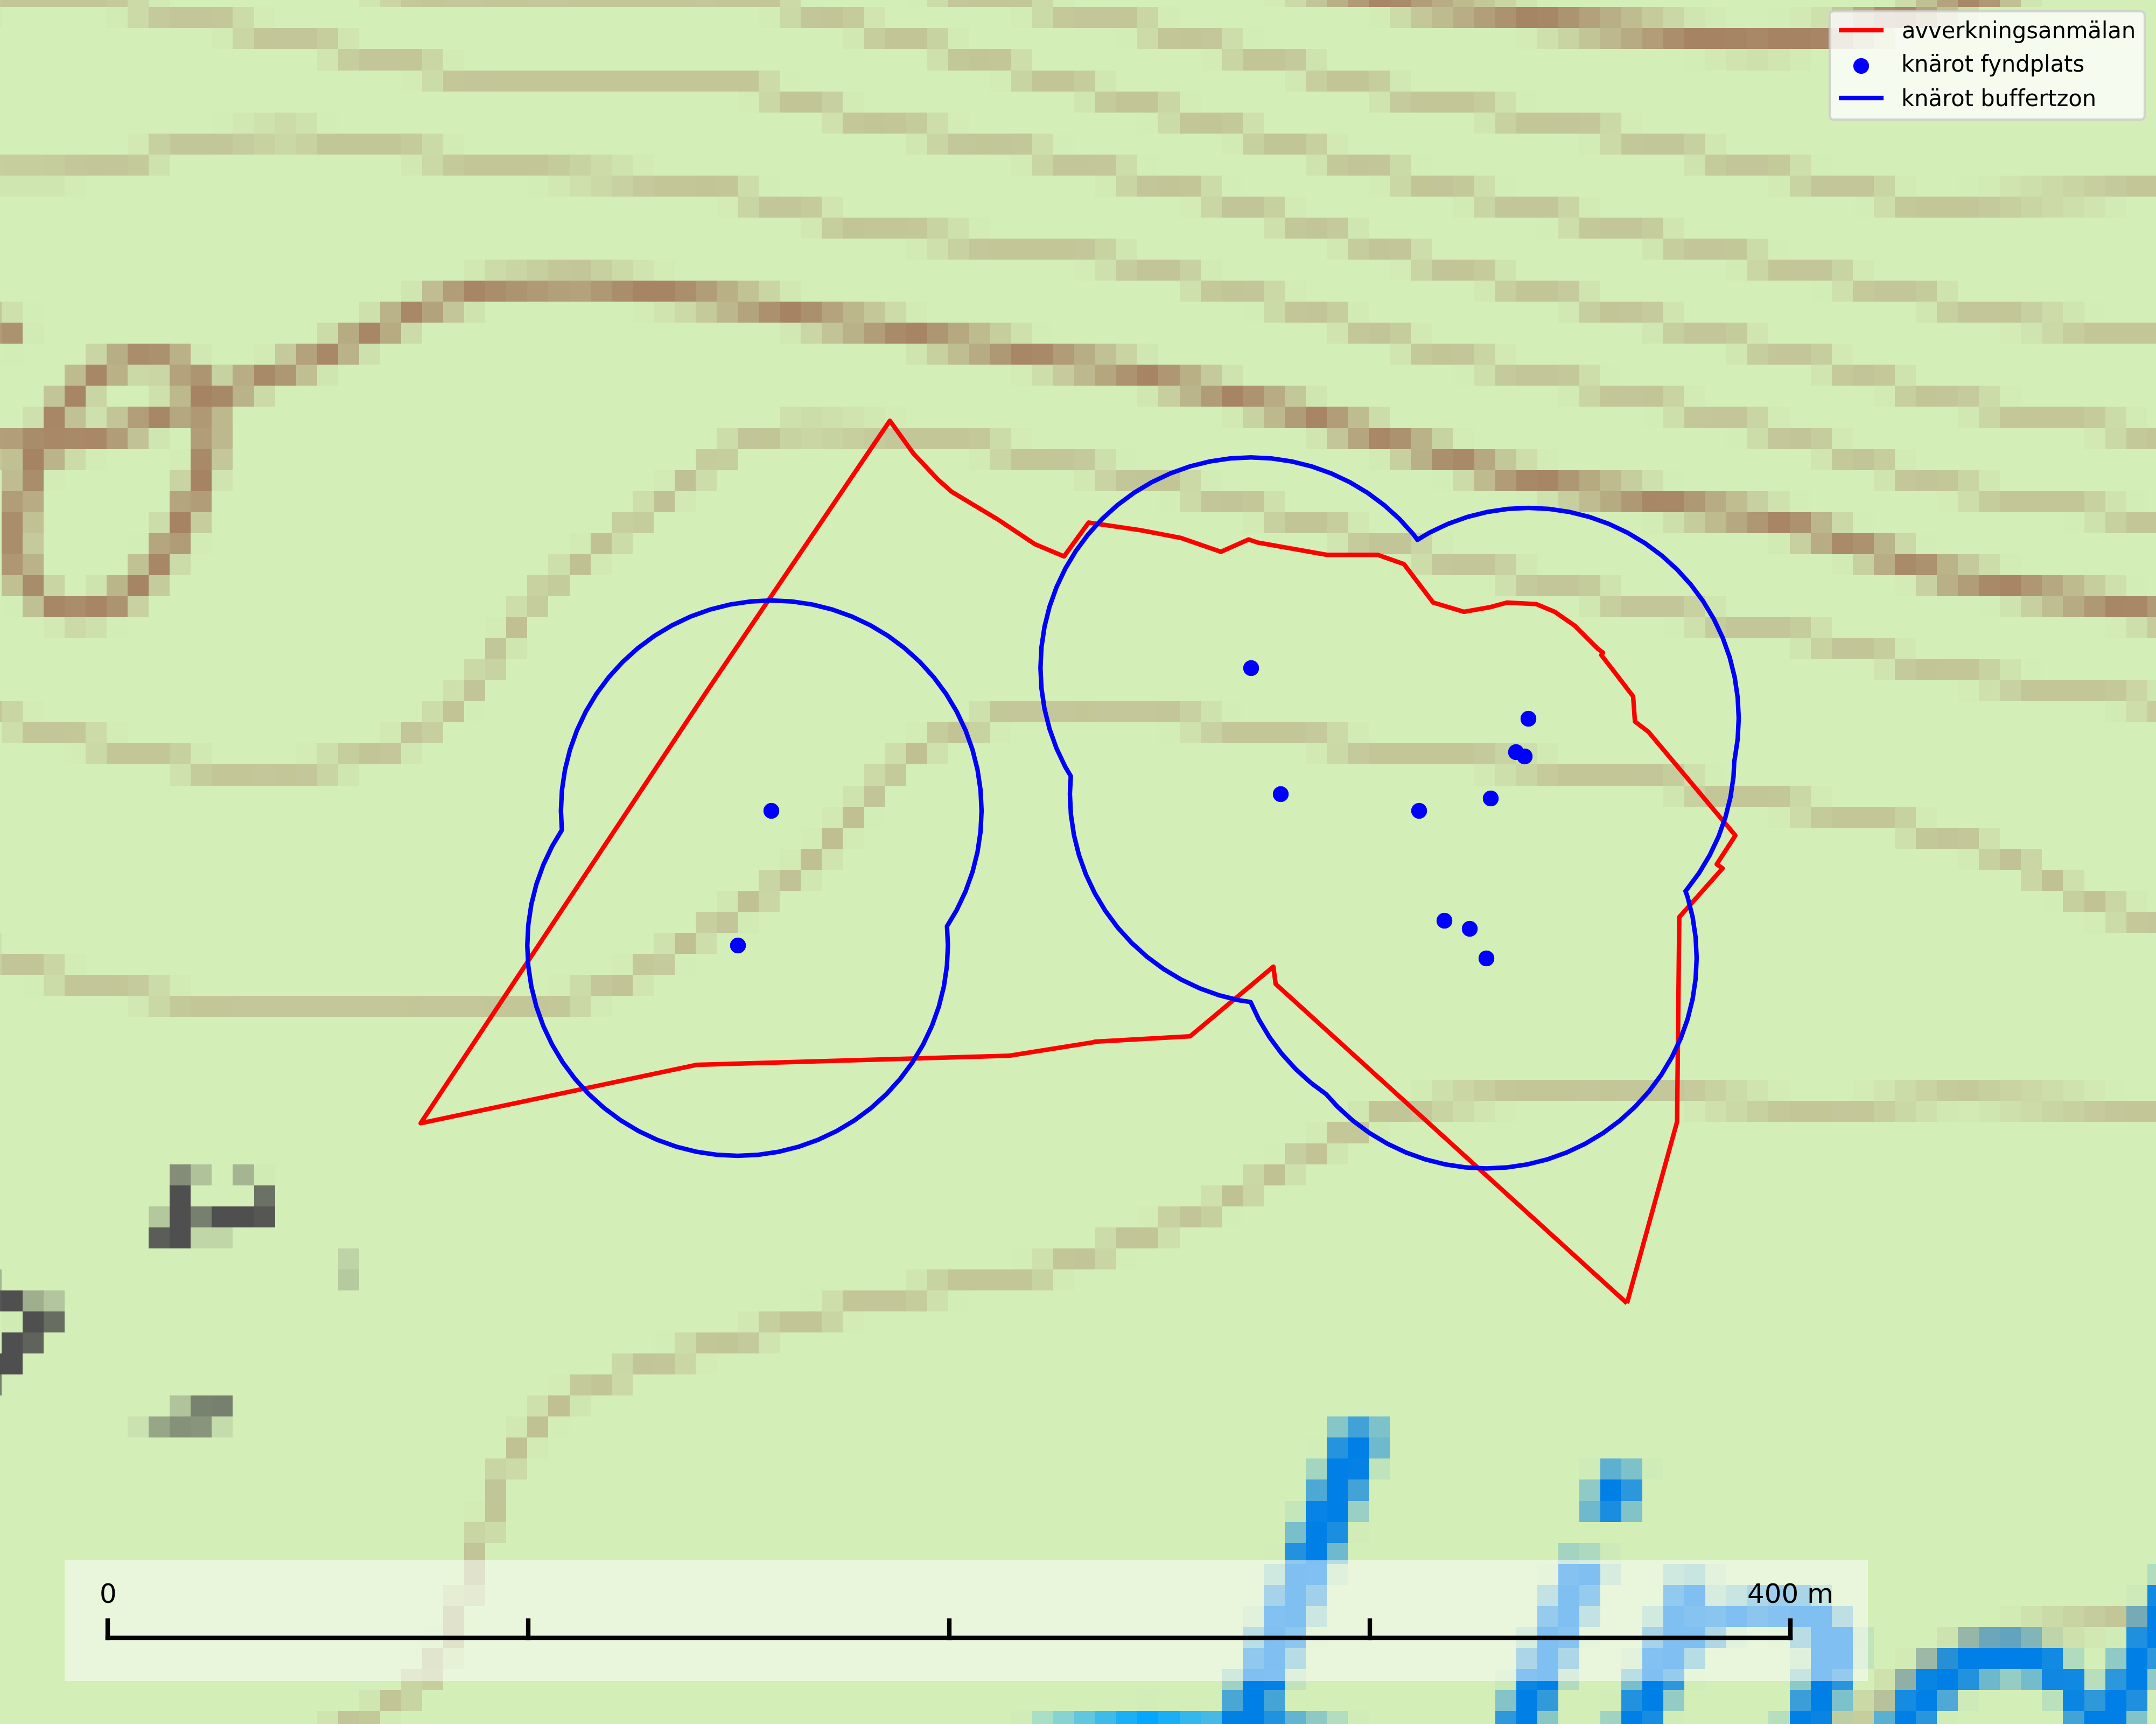 avverkningsanmälan
knärot fyndplats
knärot buffertzon
0
400 m